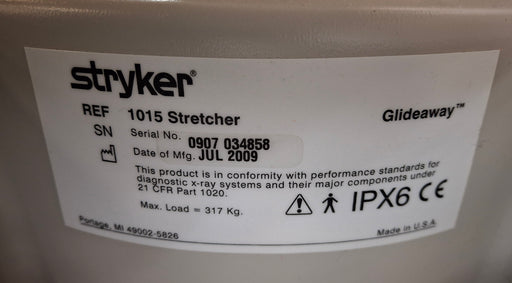 stryker®
REF 1015 Stretcher Glideaway™
SN Serial No. 0907 034858
Date of Mfg. JUL 2009
This product is in conformity with performance standards for
diagnostic x-ray systems and their major components under
21 CFR Part 1020.
Max. Load = 317 Kg. IPX6 CE
Portage, MI 49002-5826 Made in U.S.A.